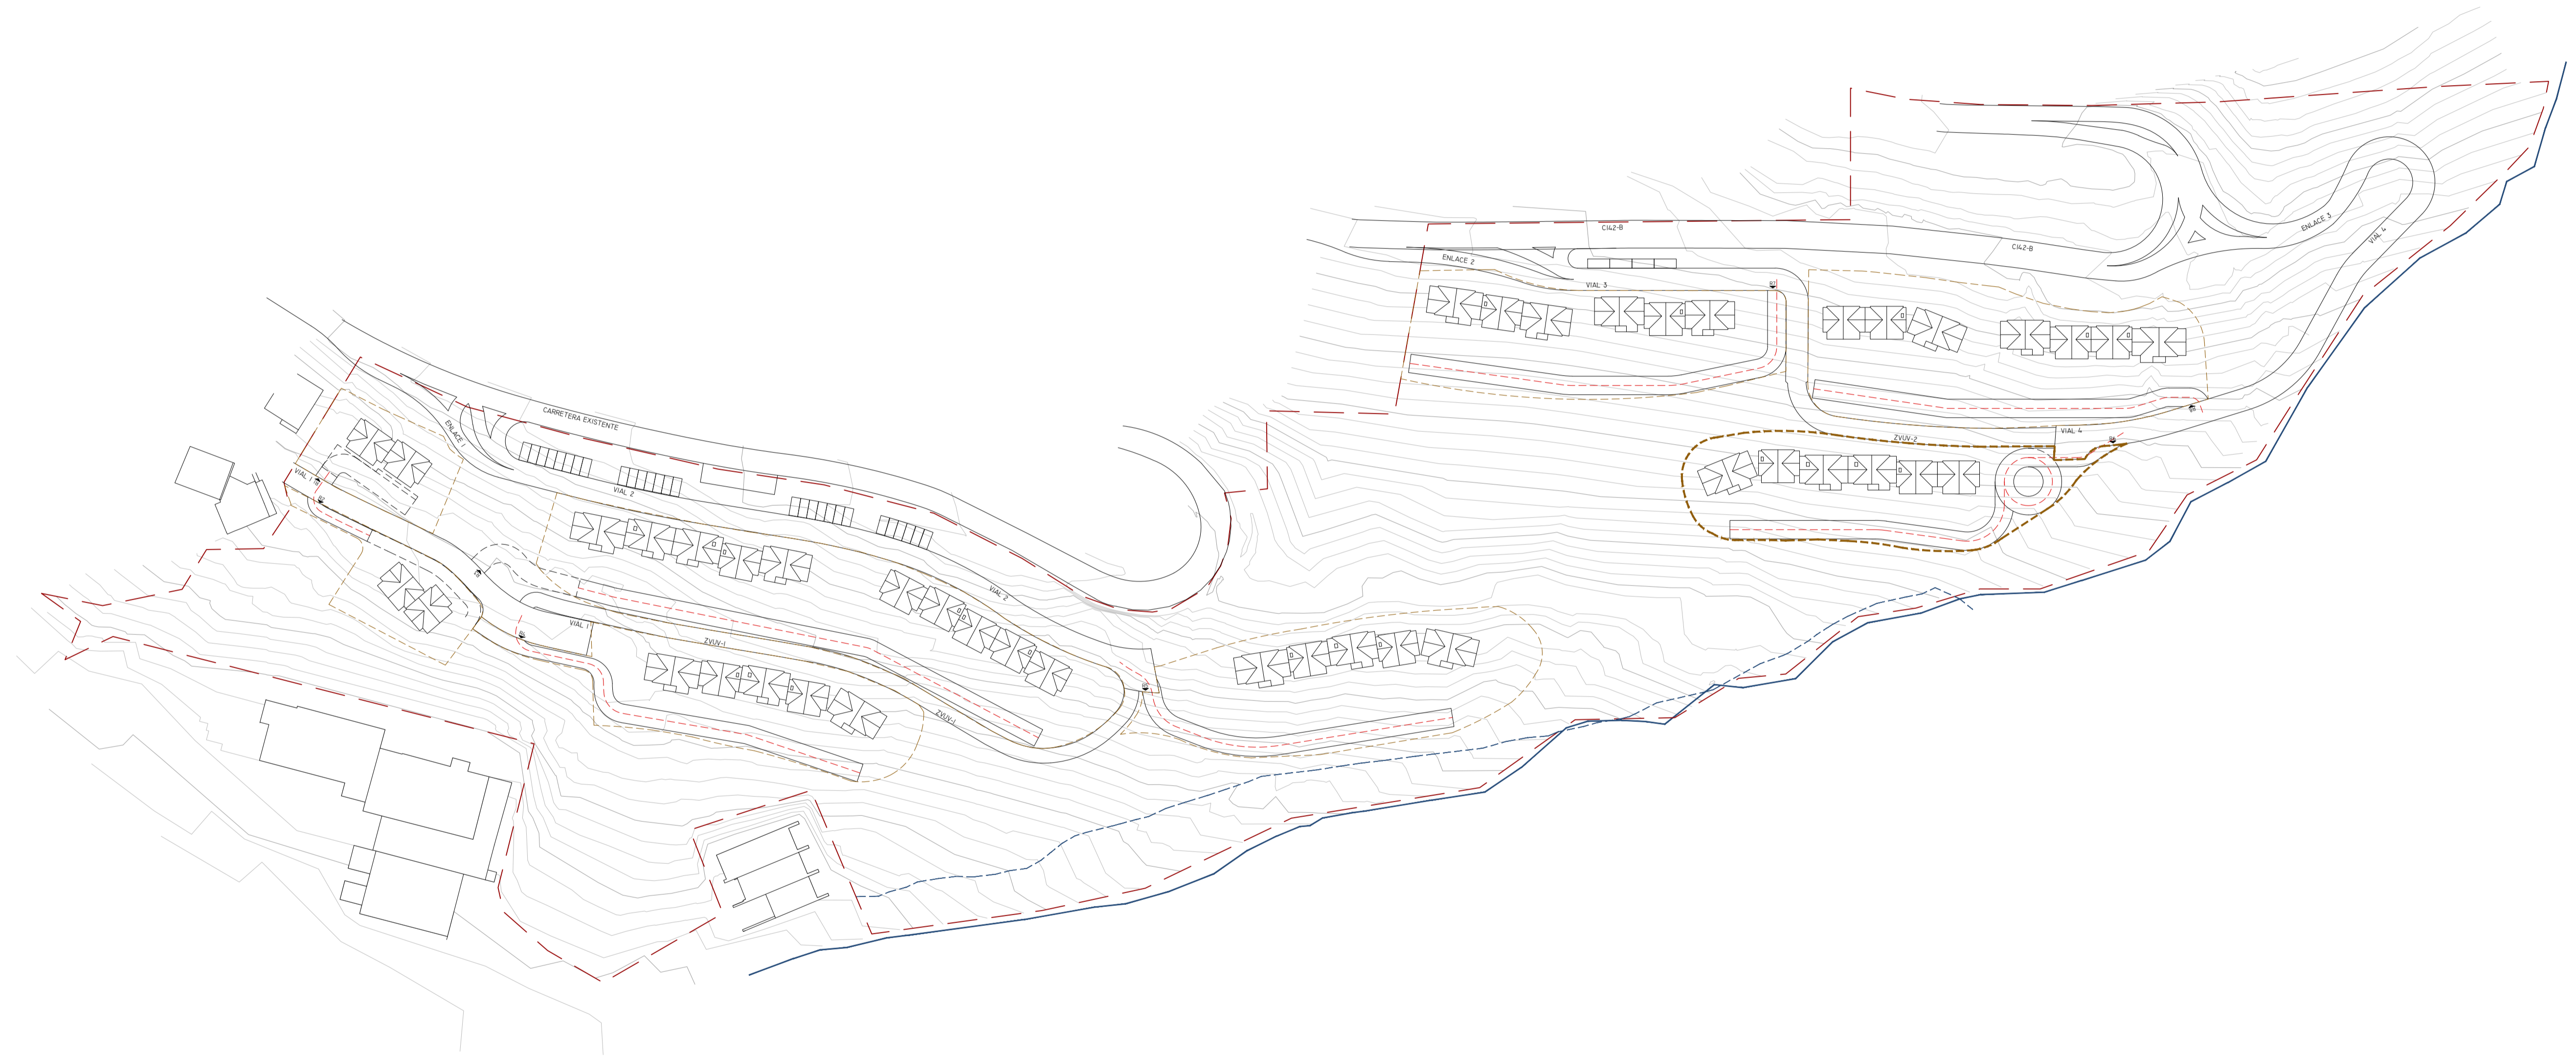 C142-B
C142-B
ENLACE 3
VIAL 4
ENLACE 2
VIAL 3
CARRETERA EXISTENTE
ENLACE 1
VIAL 4
ZVUV-2
VIAL 1
VIAL 2
VIAL 2
VIAL 1
ZVUV-1
ZVUV-1